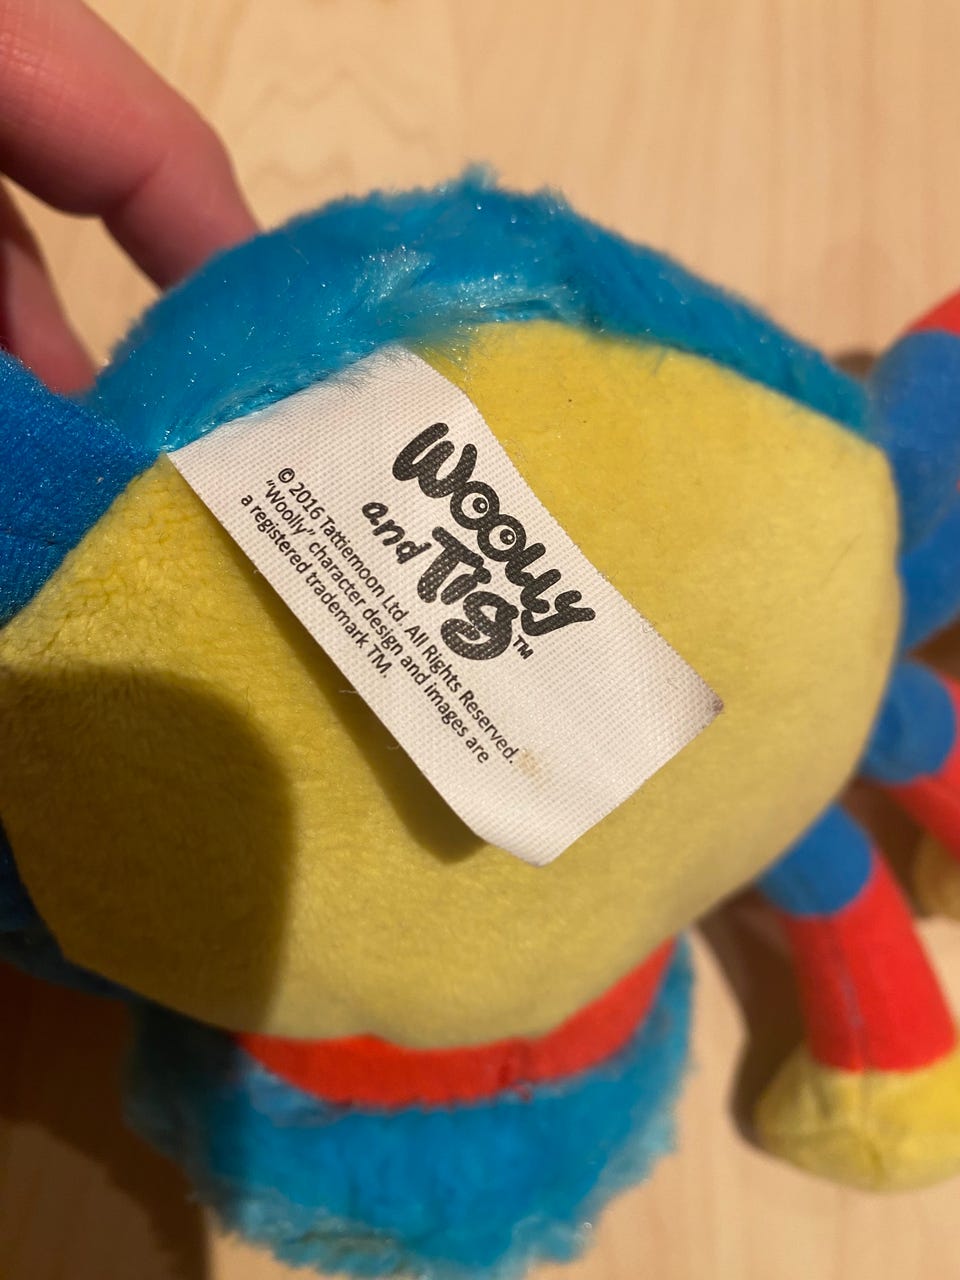 Woolly
and Tig™
© 2016 Tattiemoon Ltd. All Rights Reserved.
"Woolly" character design and images are
a registered trademark TM.